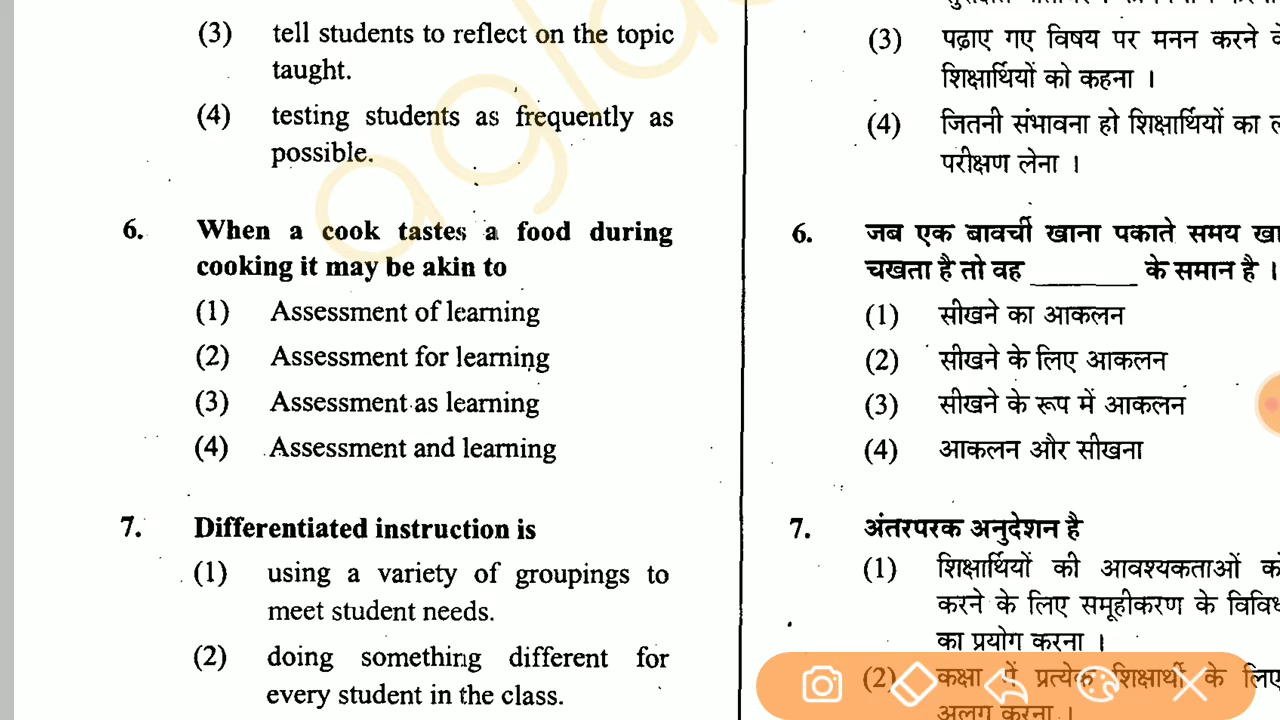 (3) tell students to reflect on the topic
taught.
(4) testing students as frequently as
possible.
6. When a cook tastes a food during
cooking it may be akin to
(1) Assessment of learning
(2) Assessment for learning
(3) Assessment as learning
(4) Assessment and learning
7. Differentiated instruction is
(1) using a variety of groupings to
meet student needs.
(2) doing something different for
every student in the class.
(3) पढ़ाए गए विषय पर मनन करने
शिक्षार्थियों को कहना ।
(4) जितनी संभावना हो शिक्षार्थियों का
परीक्षण लेना ।
6. जब एक बावर्ची खाना पकाते समय
चखता है तो वह ________ के समान है ।
(1) सीखने का आकलन
(2) सीखने के लिए आकलन
(3) सीखने के रूप में आकलन
(4) आकलन और सीखना
7. अंतरपरक अनुदेशन है
(1) शिक्षार्थियों की आवश्यकताओं
करने के लिए समूहीकरण के
का प्रयोग करना ।
(2) कक्षा में प्रत्येक शिक्षार्थी के
अलग करना ।